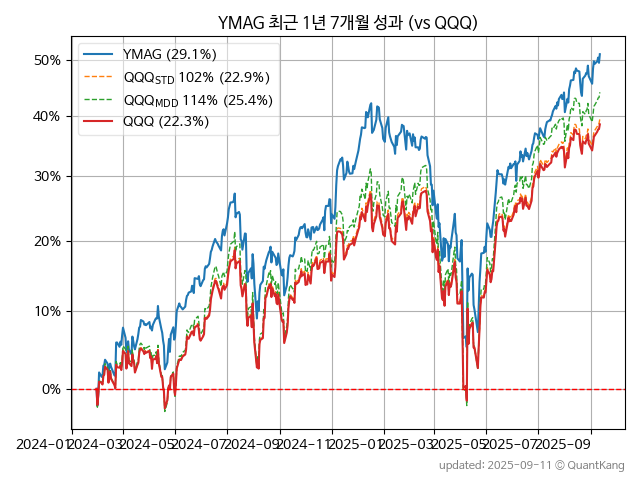 YMAG 최근 1년 7개월 성과 (vs QQQ)
YMAG (29.1%)
QQQSTD 102% (22.9%)
QQQMDD 114% (25.4%)
QQQ (22.3%)
50%
40%
30%
20%
10%
0%
2024-01 2024-03 2024-05 2024-07 2024-09 2024-11 2025-01 2025-03 2025-05 2025-07 2025-09
updated: 2025-09-11 © QuantKang